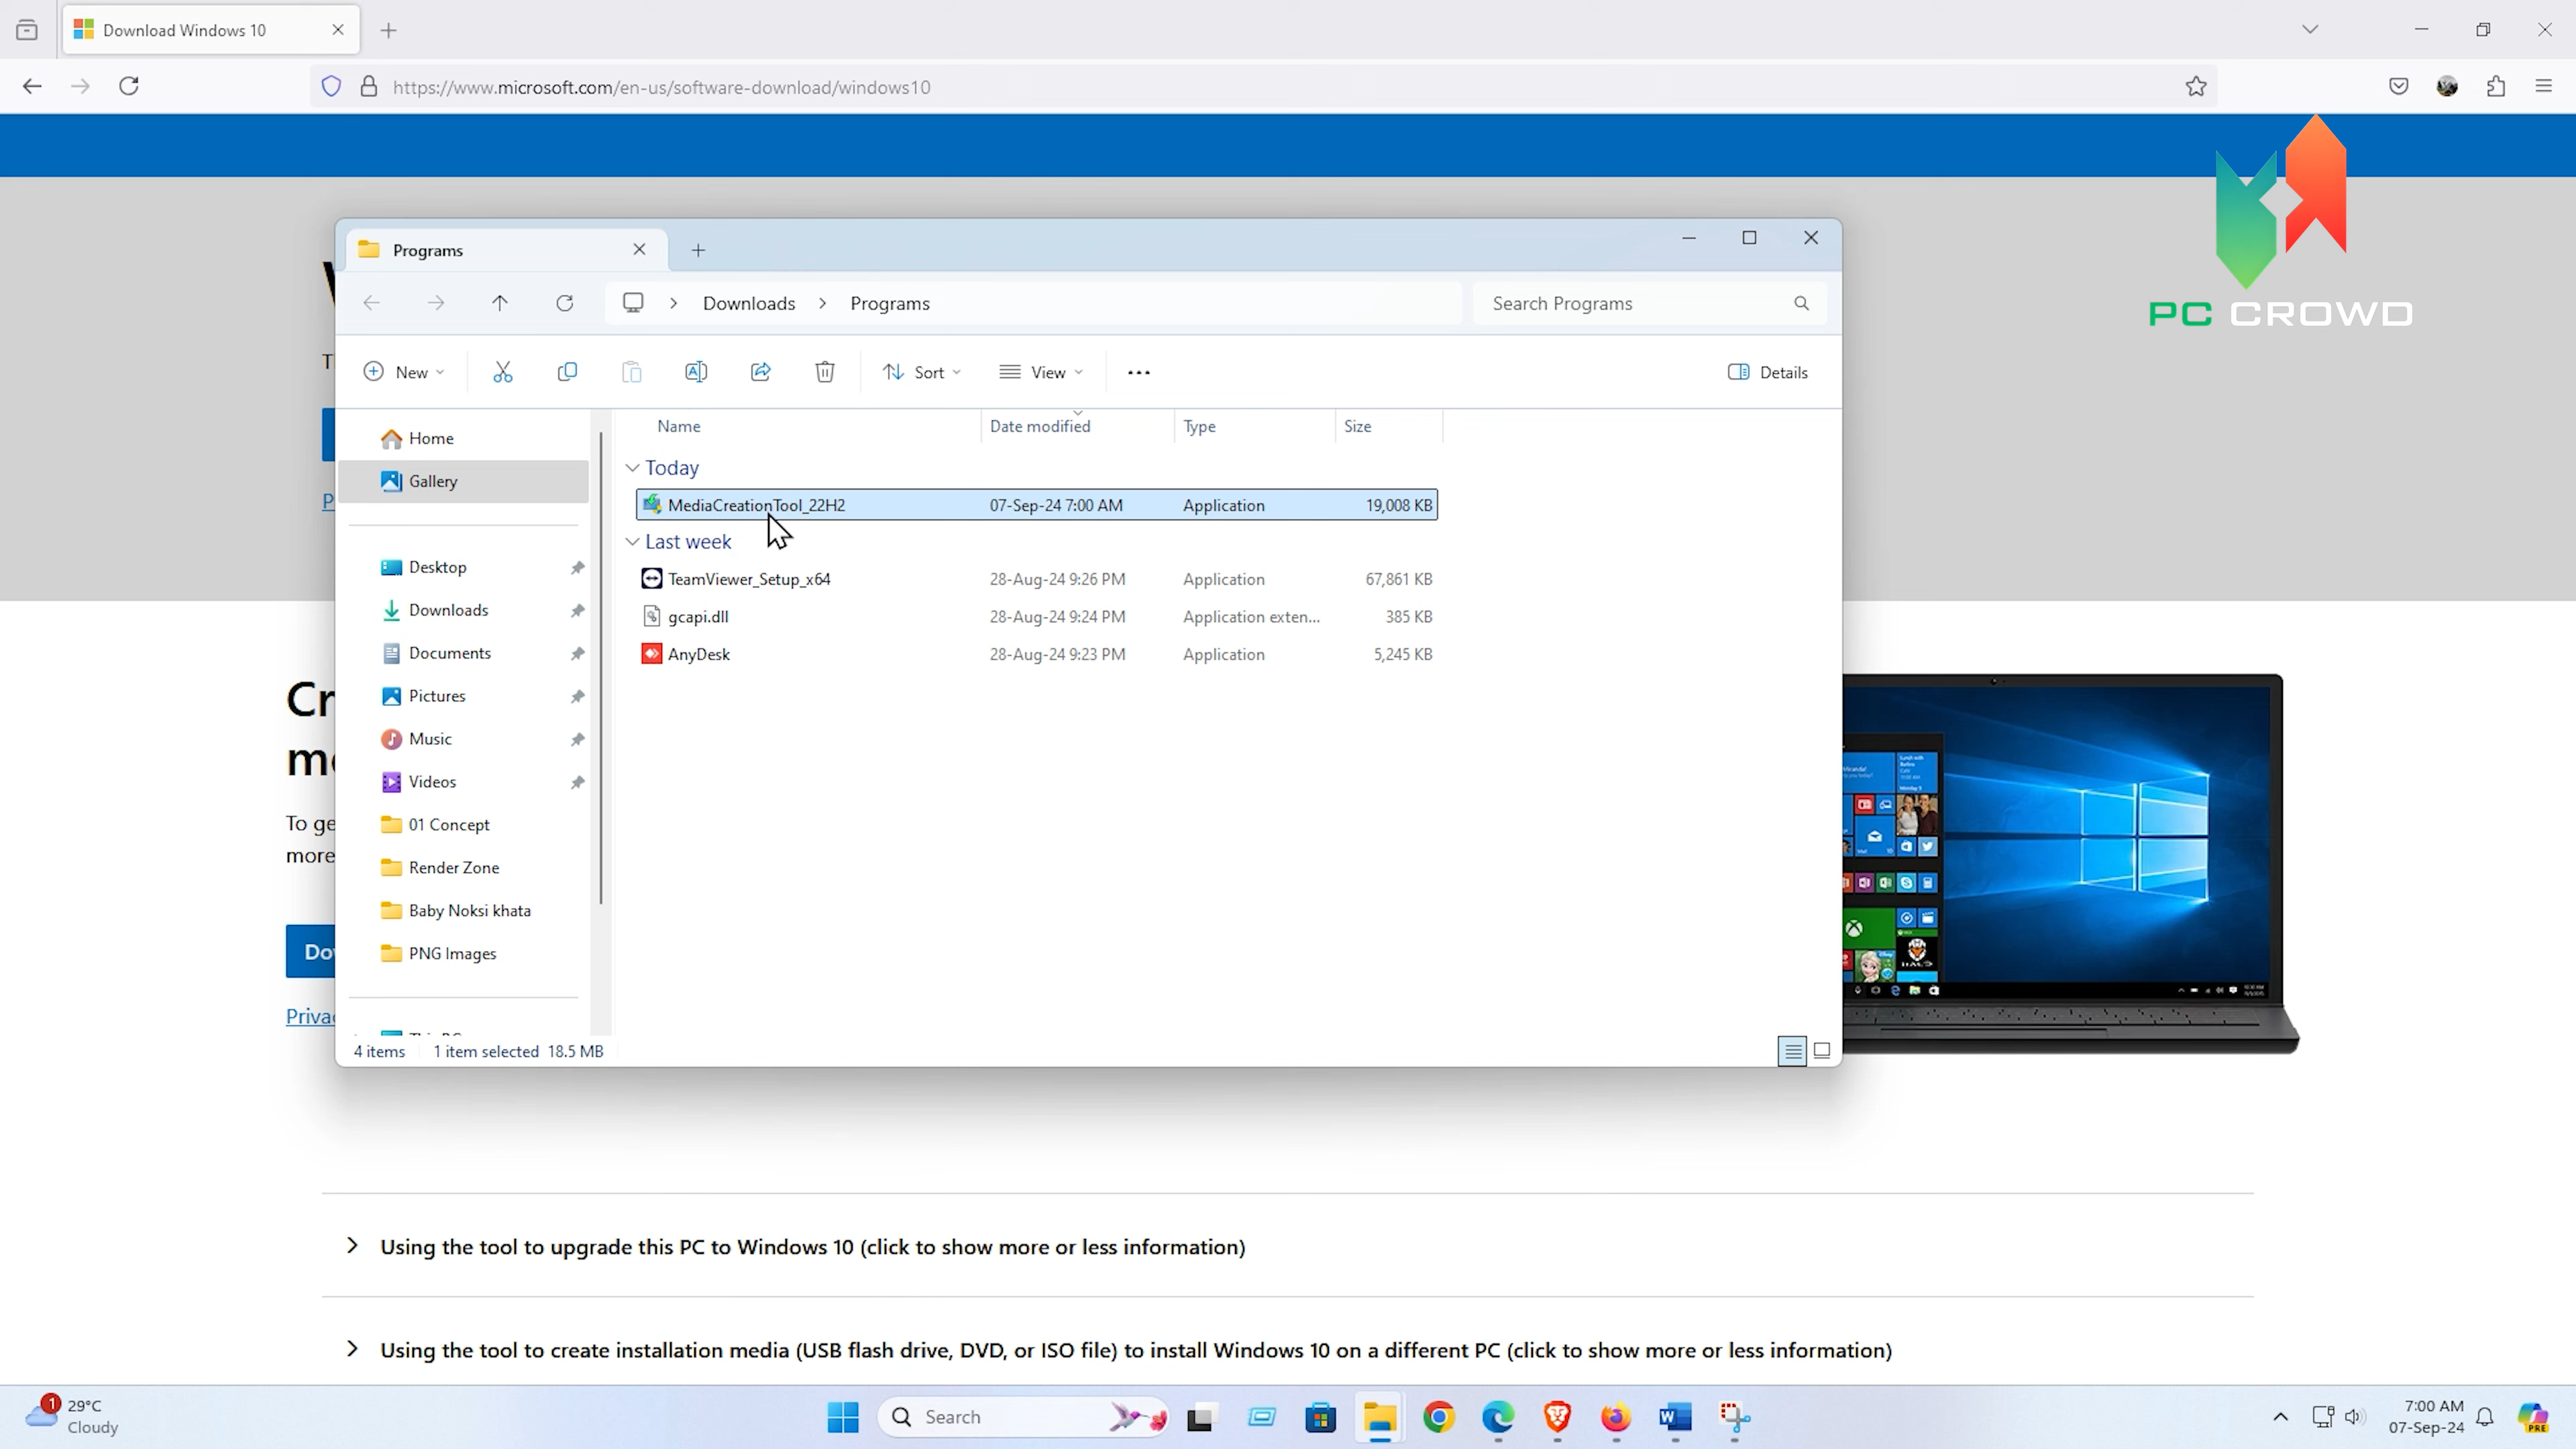 Download Windows 10
https://www.microsoft.com/en-us/software-download/windows10
PC CROWD
Programs
Downloads
Programs
Search Programs
New
Sort
View
Details
Name
Date modified
Type
Size
Home
Gallery
Today
MediaCreationTool_22H2
07-Sep-24 7:00 AM
Application
19,008 KB
Last week
TeamViewer_Setup_x64
28-Aug-24 9:26 PM
Application
67,861 KB
gcapi.dll
28-Aug-24 9:24 PM
Application exten...
385 KB
AnyDesk
28-Aug-24 9:23 PM
Application
5,245 KB
Desktop
Downloads
Documents
Pictures
Music
Videos
01 Concept
Render Zone
Baby Noksi khata
PNG Images
4 items
1 item selected 18.5 MB
To ge
more
Using the tool to upgrade this PC to Windows 10 (click to show more or less information)
Using the tool to create installation media (USB flash drive, DVD, or ISO file) to install Windows 10 on a different PC (click to show more or less information)
1
29°C
Cloudy
Search
7:00 AM
07-Sep-24
PRE